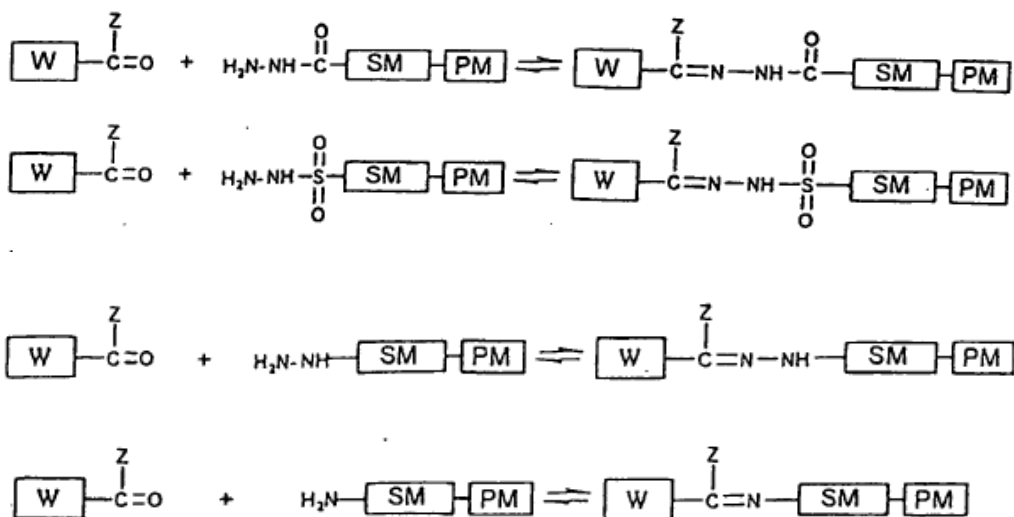 Z O Z O
W —C=O + H₂N-NH-C- SM PM ⇌ W —C=N—NH—C— SM PM
Z O Z O
W —C=O + H₂N-NH-S- SM PM ⇌ W —C=N—NH—S— SM PM
O O
Z Z
W —C=O + H₂N-NH— SM PM ⇌ W —C=N—NH— SM PM
Z Z
W —C=O + H₂N— SM PM ⇌ W —C=N— SM PM